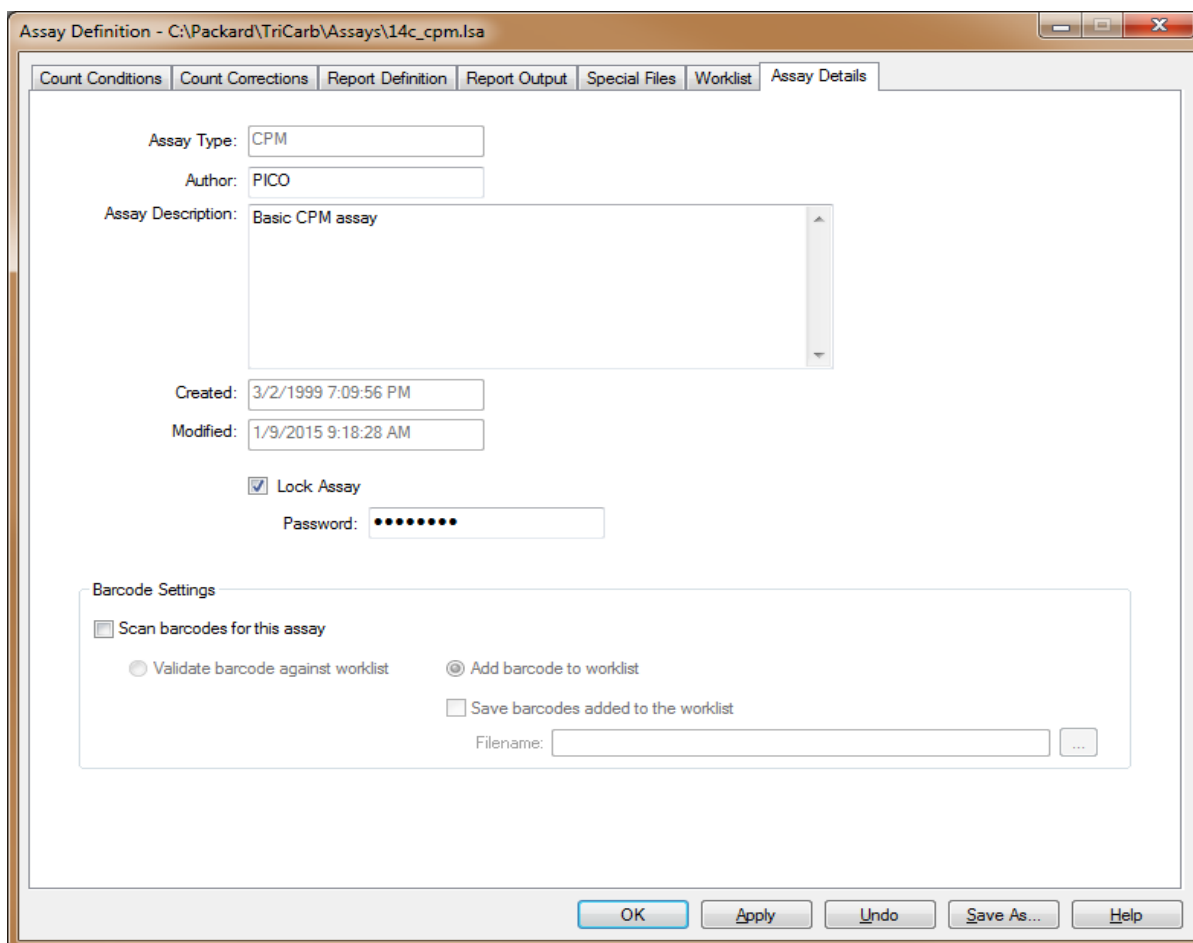 Assay Definition - C:\Packard\TriCarb\Assays\14c_cpm.lsa
Count Conditions Count Corrections Report Definition Report Output Special Files Worklist Assay Details
Assay Type: CPM
Author: PICO
Assay Description: Basic CPM assay
Created: 3/2/1999 7:09:56 PM
Modified: 1/9/2015 9:18:28 AM
Lock Assay
Password: ••••••••
Barcode Settings
Scan barcodes for this assay
Validate barcode against worklist Add barcode to worklist
Save barcodes added to the worklist
Filename: ...
OK Apply Undo Save As... Help